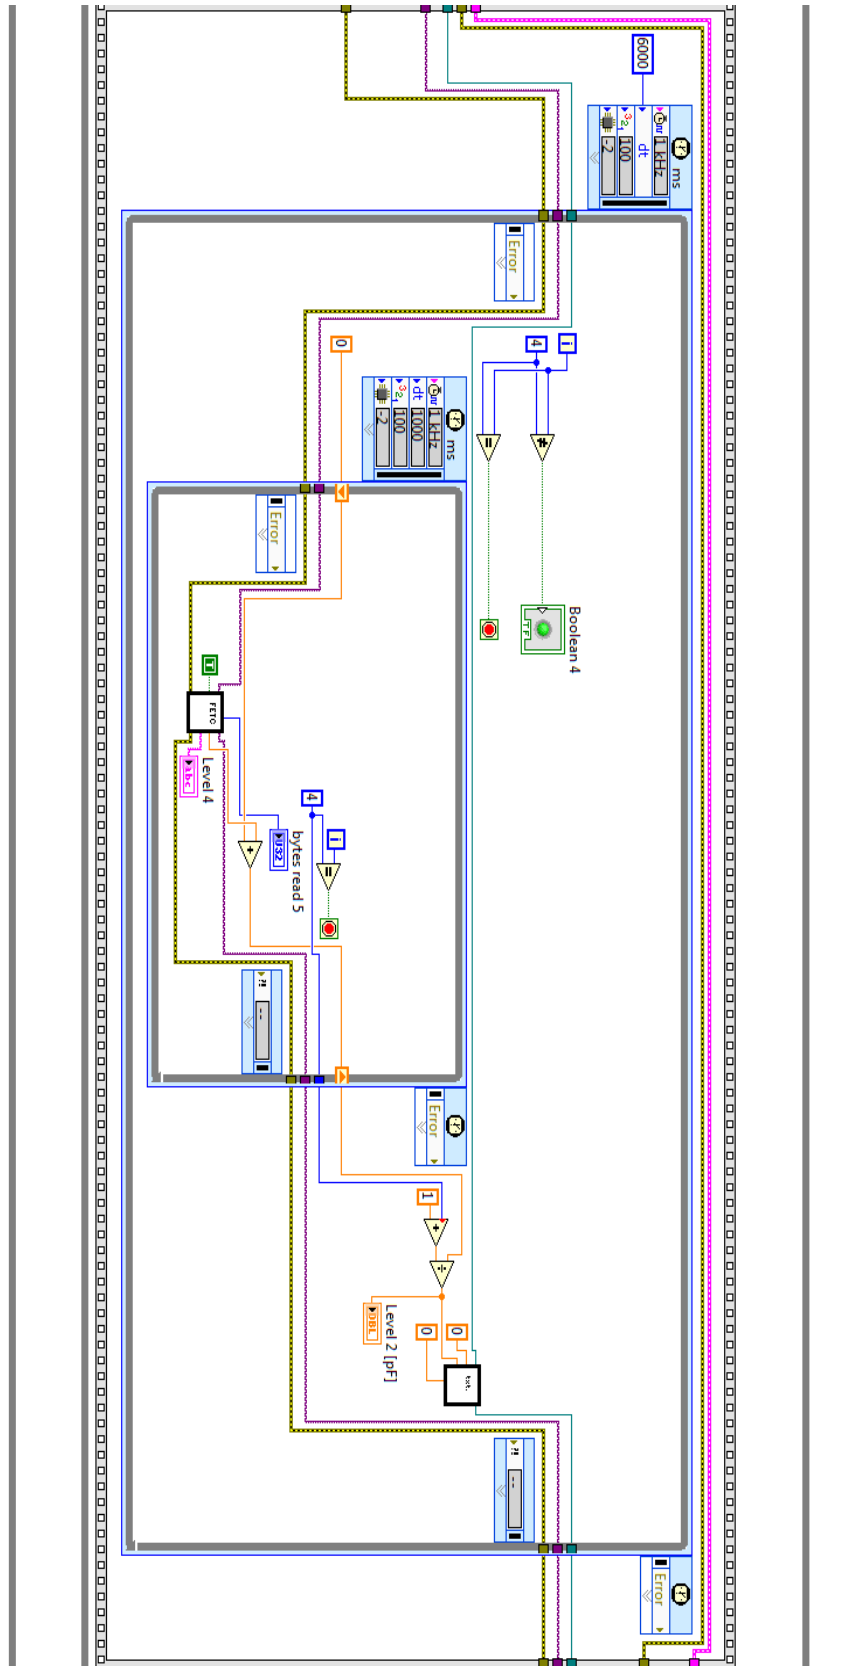 6000
ms
1 kHz
dt
100
-2
Error
i
4
≠
=
Boolean 4
TF
0
ms
1 kHz
dt
1000
100
-2
Error
T
FETC
Level 4
abc
4
i
=
bytes read 5
U32
+
?!
--
Error
1
+
÷
Level 2 [pF]
DBL
0
0
txt.
?!
--
Error